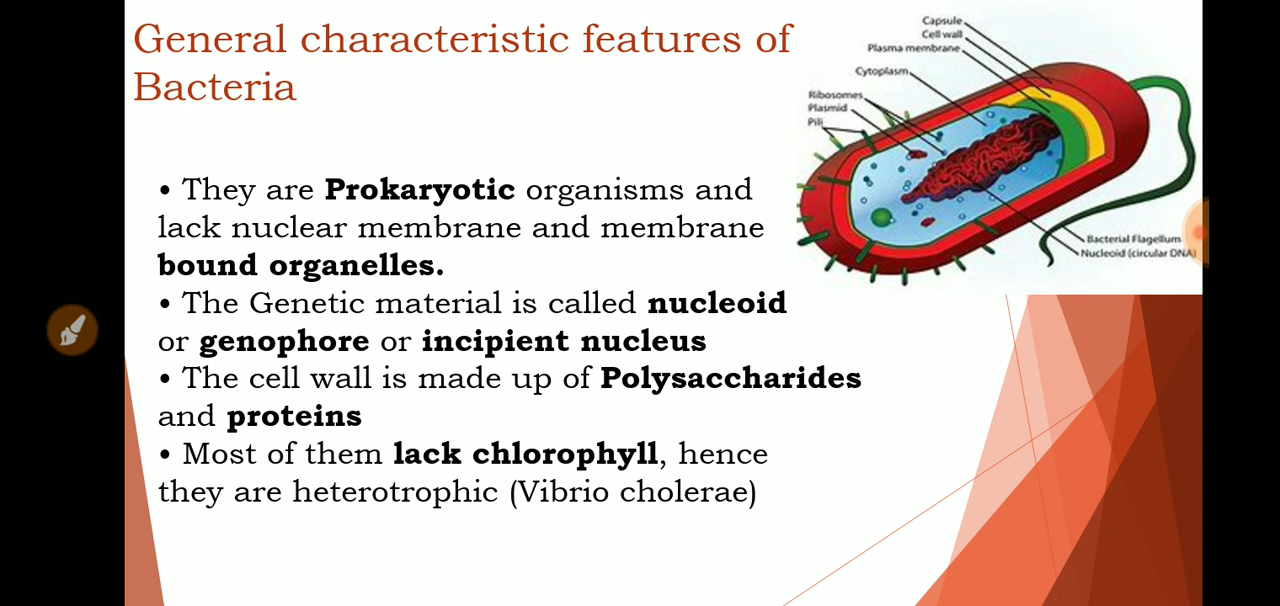 General characteristic features of
Bacteria
• They are Prokaryotic organisms and
lack nuclear membrane and membrane
bound organelles.
• The Genetic material is called nucleoid
or genophore or incipient nucleus
• The cell wall is made up of Polysaccharides
and proteins
• Most of them lack chlorophyll, hence
they are heterotrophic (Vibrio cholerae)
Capsule
Cell wall
Plasma membrane
Cytoplasm
Ribosomes
Plasmid
Pili
Bacterial Flagellum
Nucleoid (circular DNA)